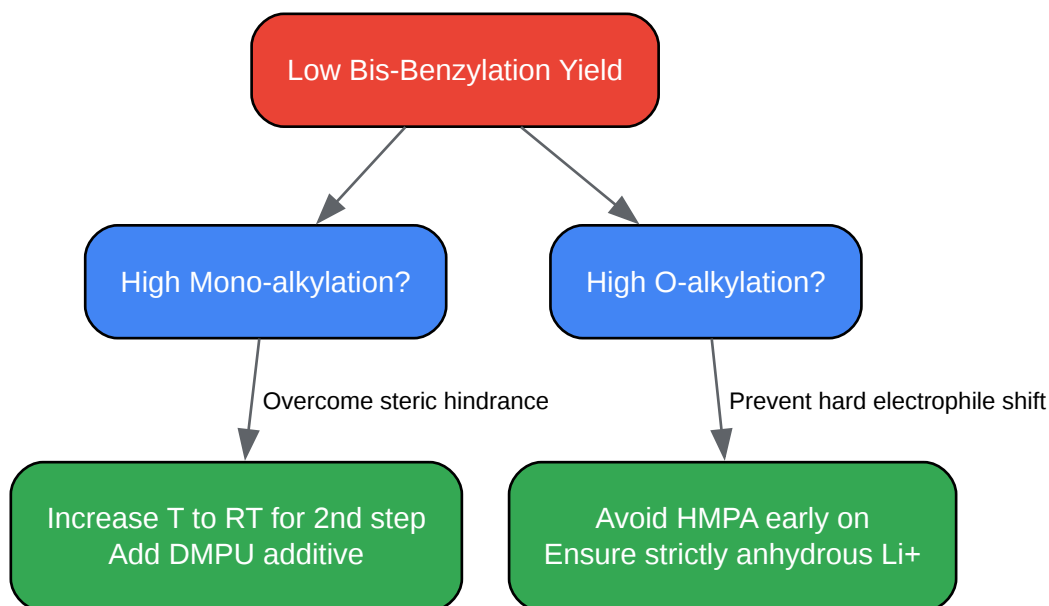 Low Bis-Benzylation Yield
High Mono-alkylation?
High O-alkylation?
Overcome steric hindrance
Prevent hard electrophile shift
Increase T to RT for 2nd step
Add DMPU additive
Avoid HMPA early on
Ensure strictly anhydrous Li+